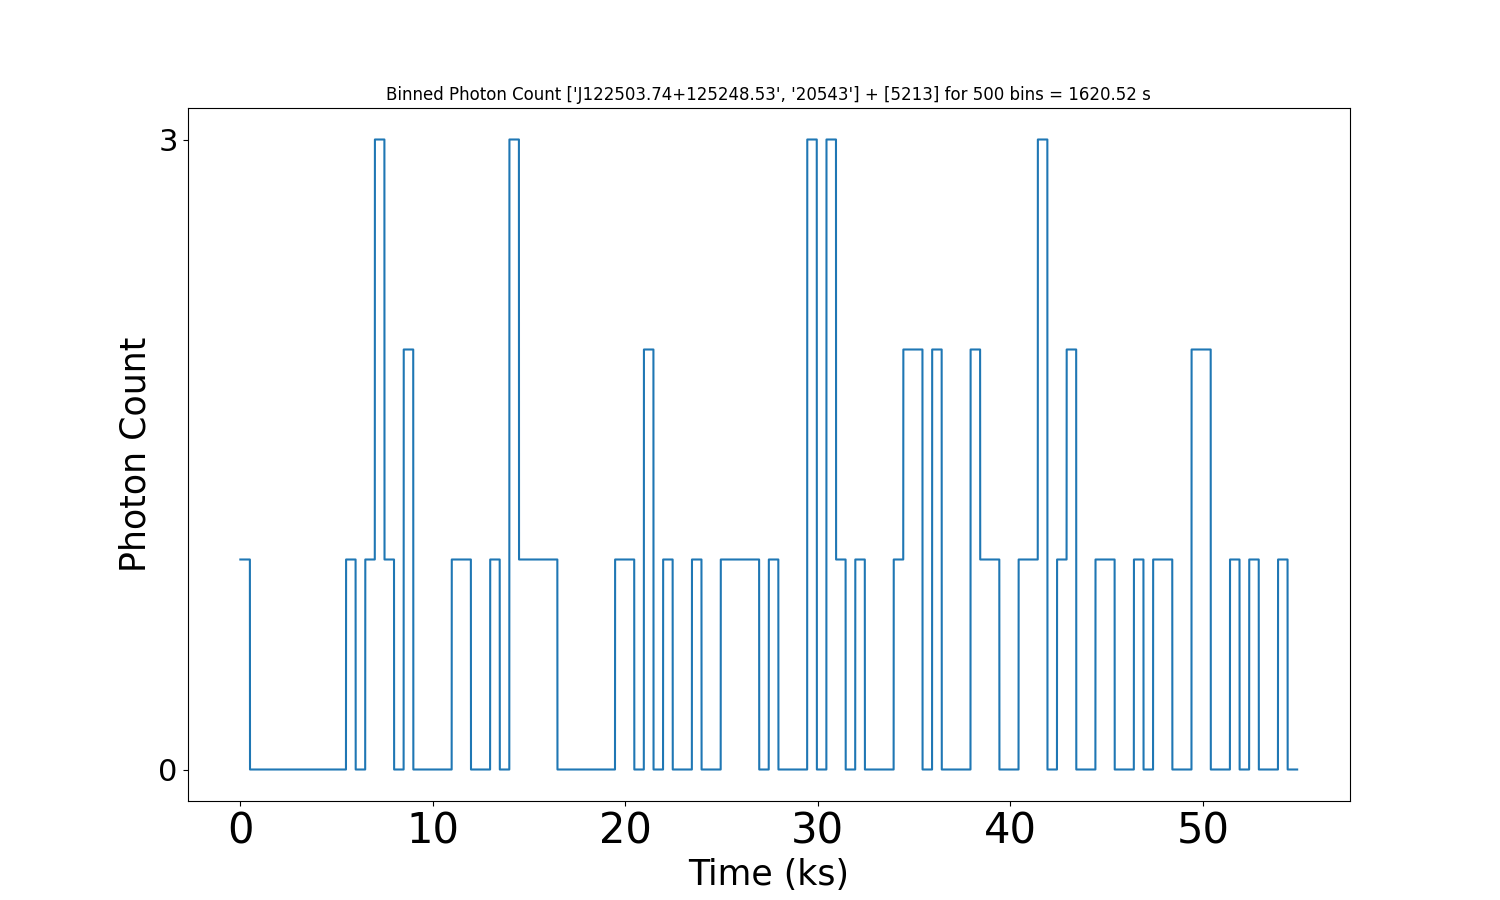 Binned Photon Count ['J122503.74+125248.53', '20543'] + [5213] for 500 bins = 1620.52 s
3
Photon Count
0
0 10 20 30 40 50
Time (ks)